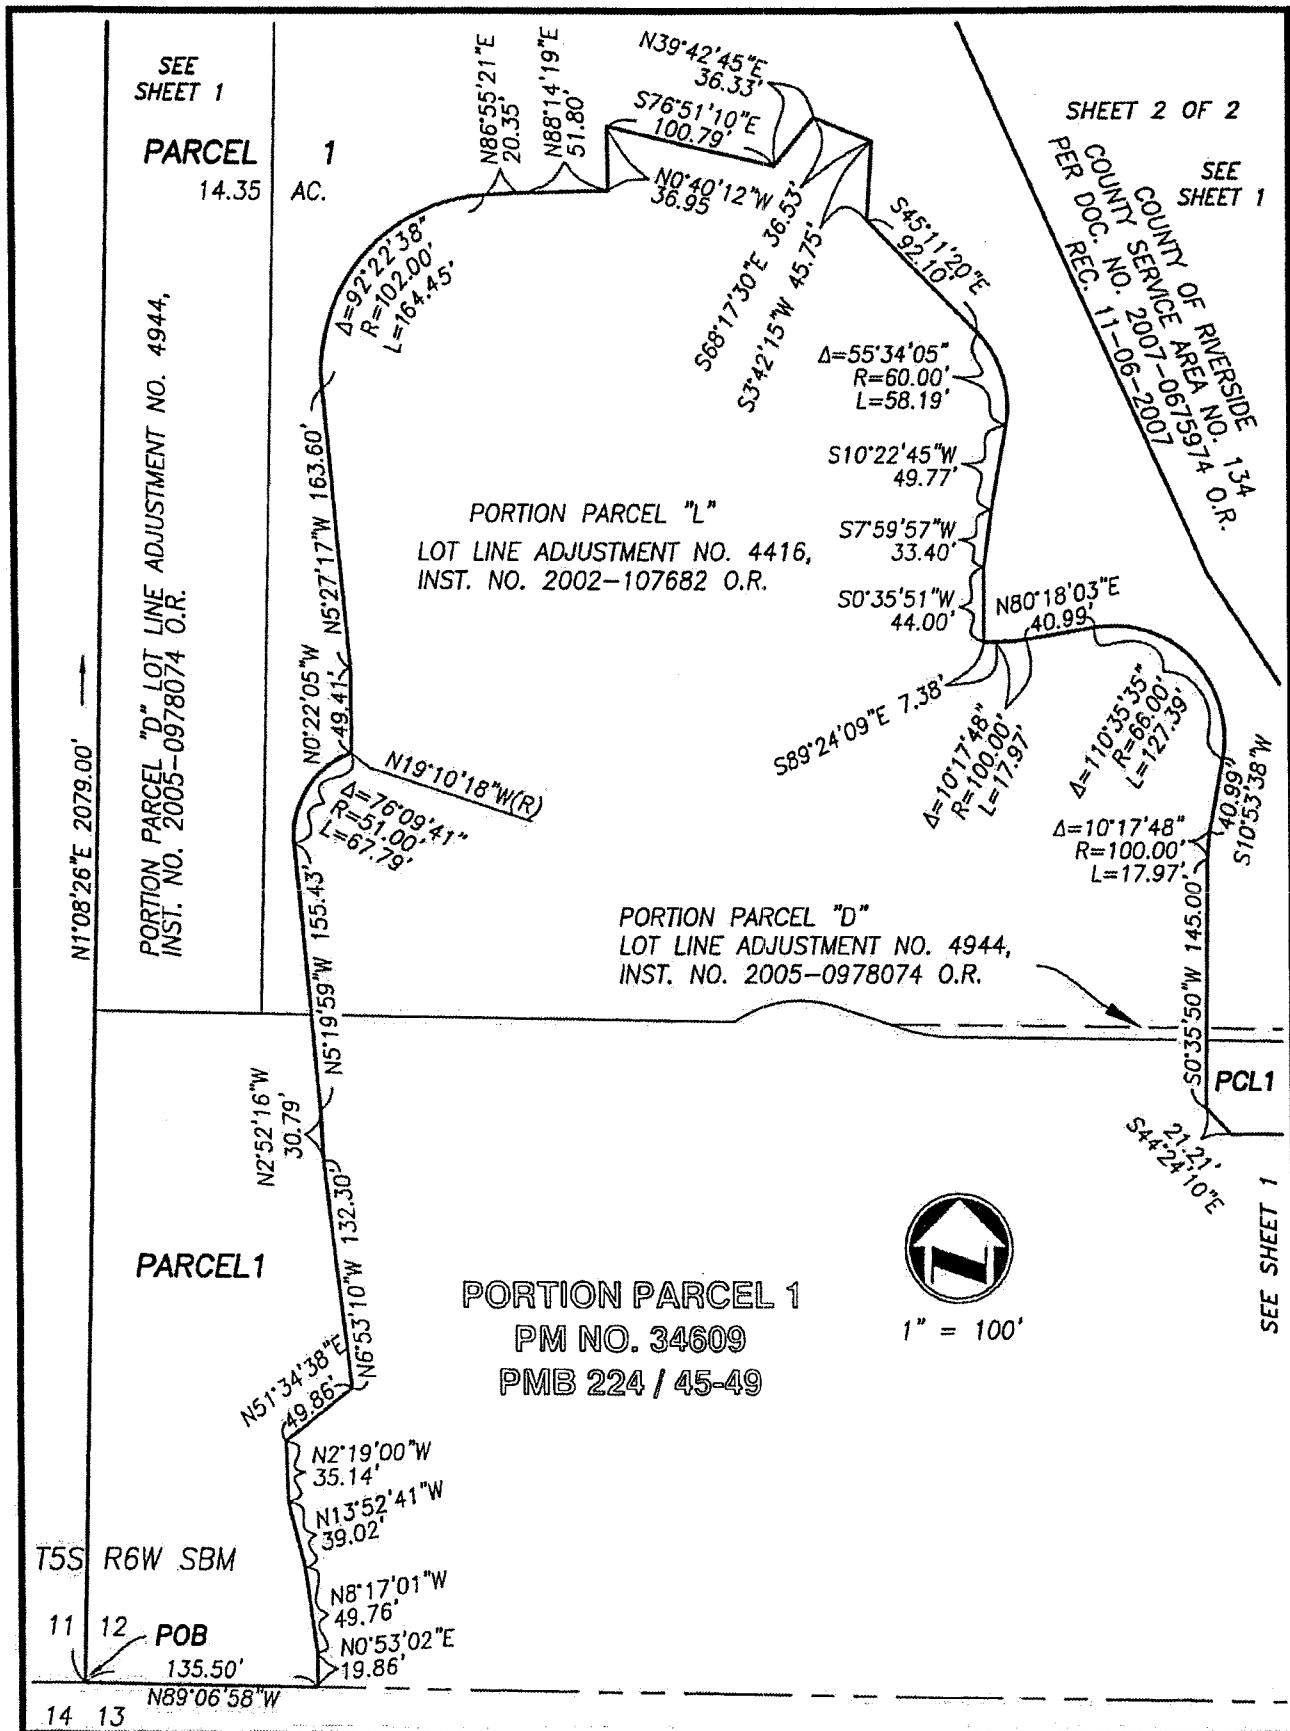 SEE
SHEET 1
PARCEL 1
14.35 AC.
N86°55'21"E
20.35'
N88°14'19"E
51.80'
N39°42'45"E
36.33'
S76°51'10"E
100.79'
N0°40'12"W
36.95
SHEET 2 OF 2
SEE
SHEET 1
COUNTY OF RIVERSIDE
COUNTY SERVICE AREA NO. 134
PER DOC. NO. 2007-0675974 O.R.
REC. 11-06-2007
Δ=92°22'38"
R=102.00'
L=164.45'
S68°17'30"E 36.53'
S3°42'15"W 45.75'
S45°11'20"E
92.10'
Δ=55°34'05"
R=60.00'
L=58.19'
S10°22'45"W
49.77'
S7°59'57"W
33.40'
S0°35'51"W
44.00'
N80°18'03"E
40.99'
PORTION PARCEL "L"
LOT LINE ADJUSTMENT NO. 4416,
INST. NO. 2002-107682 O.R.
N5°27'17"W 163.60'
PORTION PARCEL "D" LOT LINE ADJUSTMENT NO. 4944,
INST. NO. 2005-0978074 O.R.
N1°08'26"E 2079.00'
N0°22'05"W
49.41'
N19°10'18"W(R)
Δ=76°09'41"
R=51.00'
L=67.79'
S89°24'09"E 7.38'
Δ=10°17'48"
R=100.00'
L=17.97'
Δ=110°35'35"
R=66.00'
L=127.39'
40.99"
S10°53'38"W
Δ=10°17'48"
R=100.00'
L=17.97'
N5°19'59"W 155.43'
PORTION PARCEL "D"
LOT LINE ADJUSTMENT NO. 4944,
INST. NO. 2005-0978074 O.R.
S0°35'50"W 145.00
PCL1
21.21'
S44°24'10"E
SEE SHEET 1
N2°52'16"W
30.79'
N6°53'10"W 132.30'
PARCEL1
PORTION PARCEL 1
PM NO. 34609
PMB 224 / 45-49
1" = 100'
N51°34'38"E
49.86'
N2°19'00"W
35.14'
N13°52'41"W
39.02'
N8°17'01"W
49.76'
N0°53'02"E
19.86'
T5S R6W SBM
11 12 POB
135.50'
N89°06'58"W
14 13